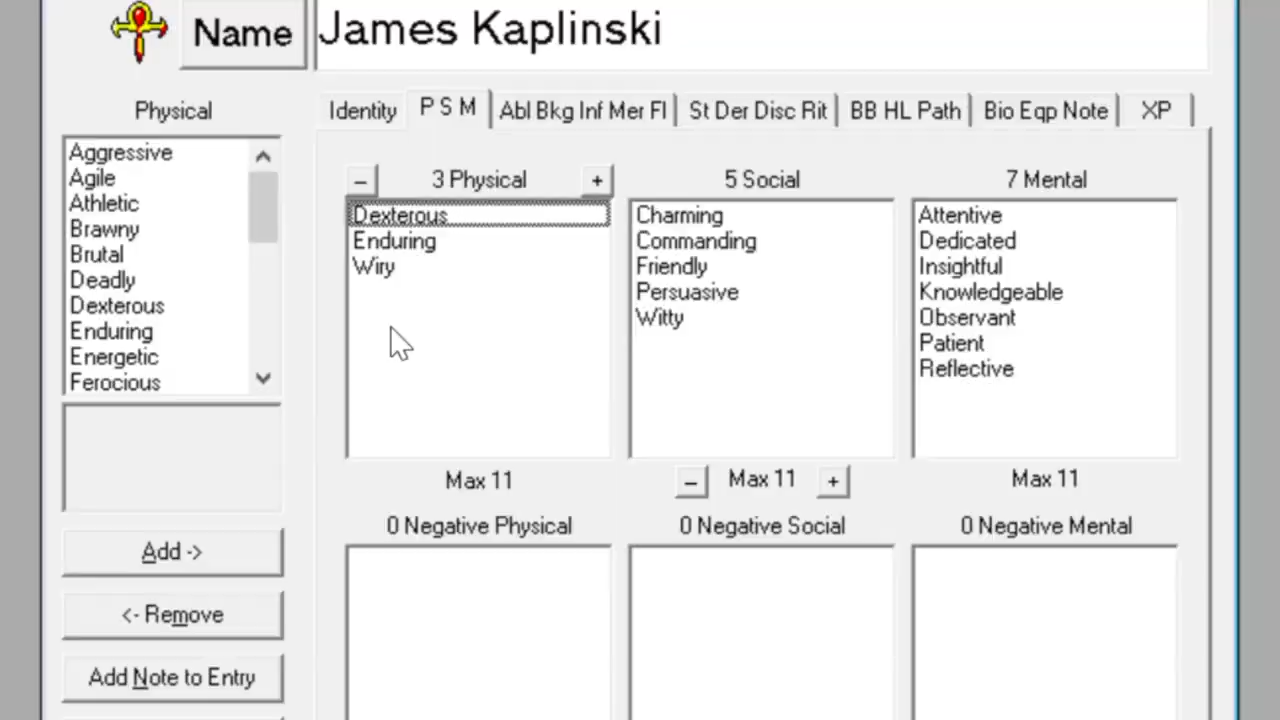 Name
James Kaplinski
Physical
Identity
P S M
Abl Bkg Inf Mer Fl
St Der Disc Rit
BB HL Path
Bio Eqp Note
XP
Aggressive
Agile
Athletic
Brawny
Brutal
Deadly
Dexterous
Enduring
Energetic
Ferocious
Add ->
<- Remove
Add Note to Entry
–
3 Physical
+
Dexterous
Enduring
Wiry
Max 11
5 Social
Charming
Commanding
Friendly
Persuasive
Witty
–
Max 11
+
7 Mental
Attentive
Dedicated
Insightful
Knowledgeable
Observant
Patient
Reflective
Max 11
0 Negative Physical
0 Negative Social
0 Negative Mental